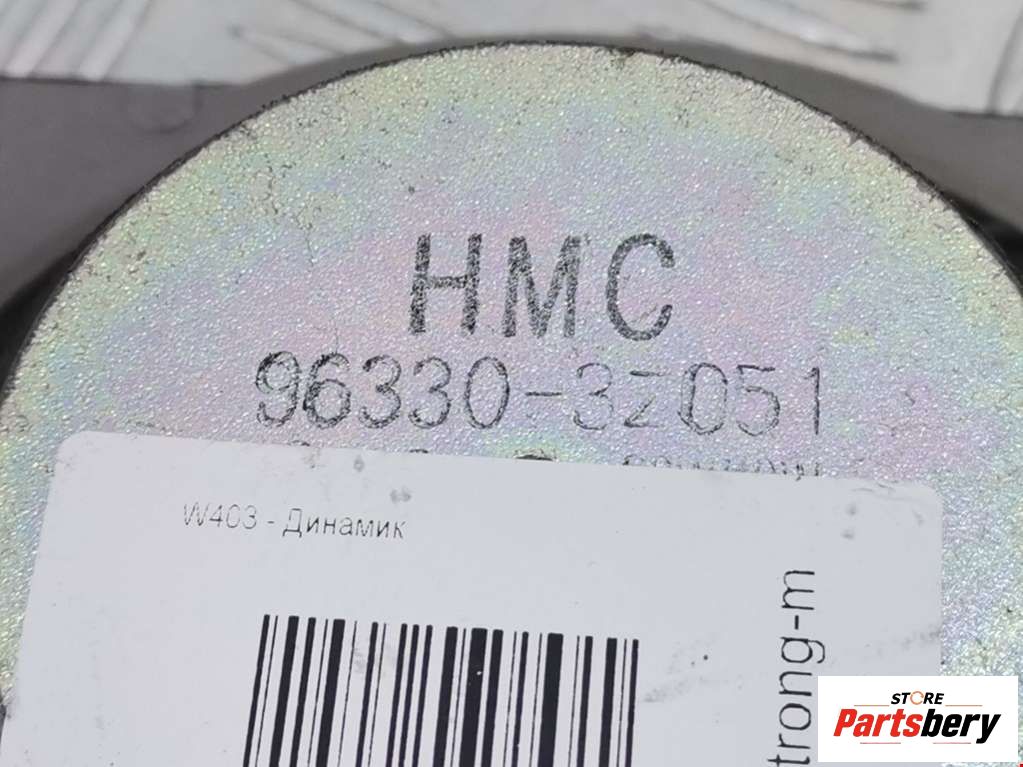 HMC
96330-3Z051
W403 - Динамик
trong-m
STORE
Partsbery